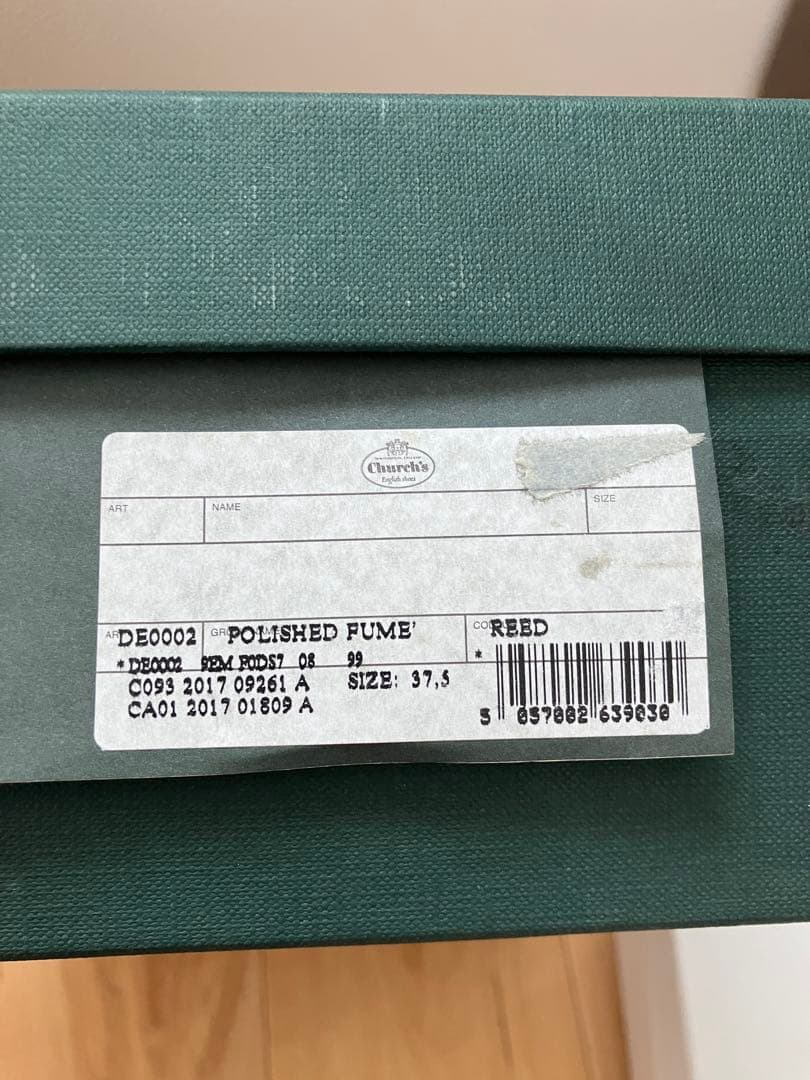 Church's
English shoes
ART NAME SIZE
DE0002 POLISHED FUME' REED
* DE0002 9EM F0DS7 08 99 *
C093 2017 09261 A SIZE: 37,5
CA01 2017 01809 A
5 057082 639030